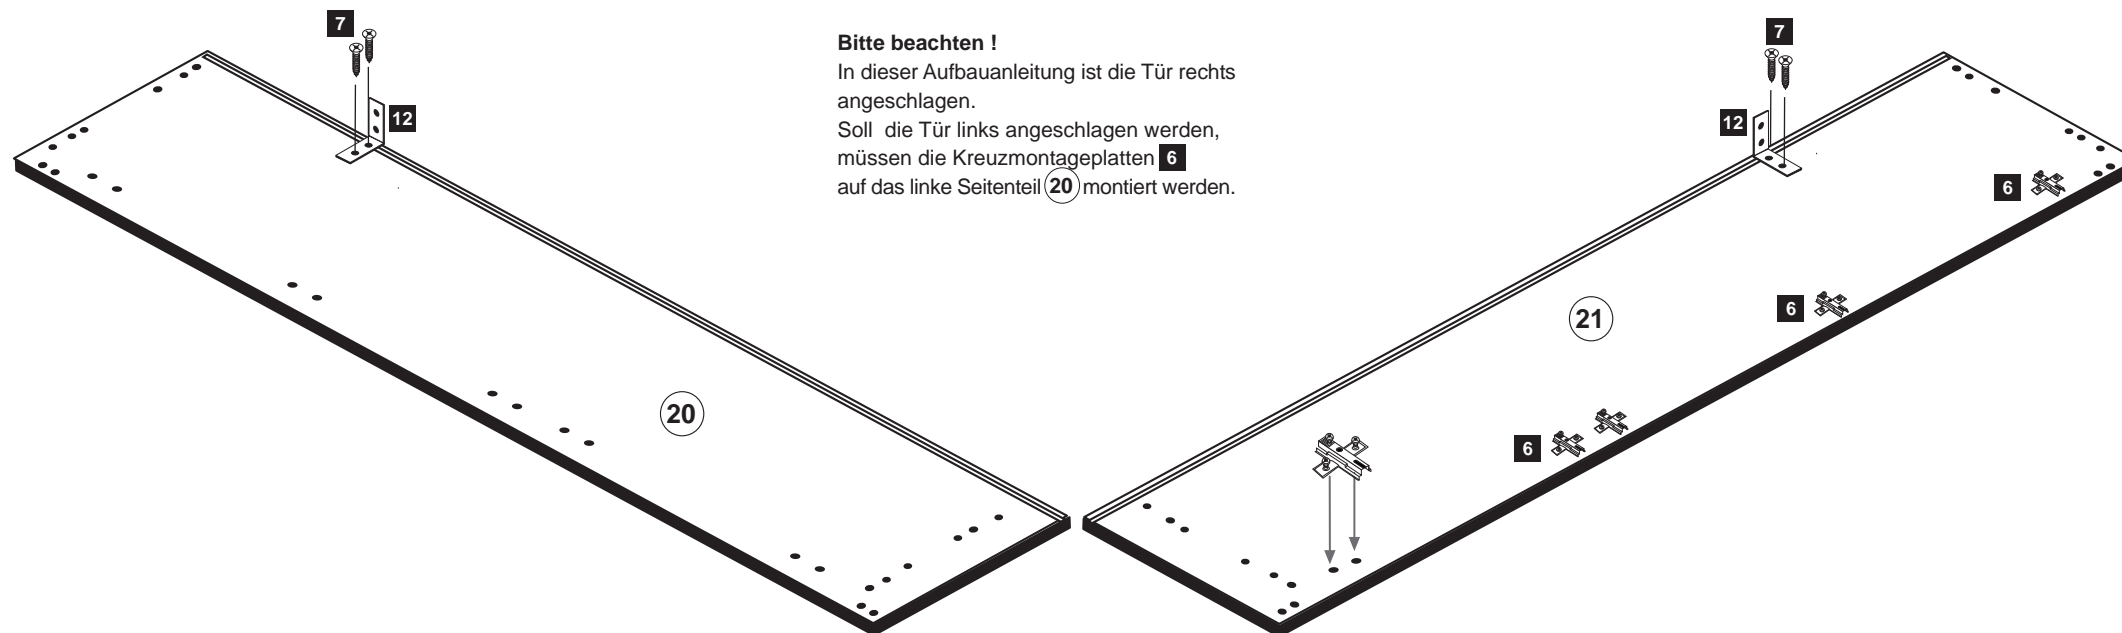 7
12
Bitte beachten !
In dieser Aufbauanleitung ist die Tür rechts
angeschlagen.
Soll die Tür links angeschlagen werden,
müssen die Kreuzmontageplatten 6
auf das linke Seitenteil 20 montiert werden.
7
12
6
6
21
20
6